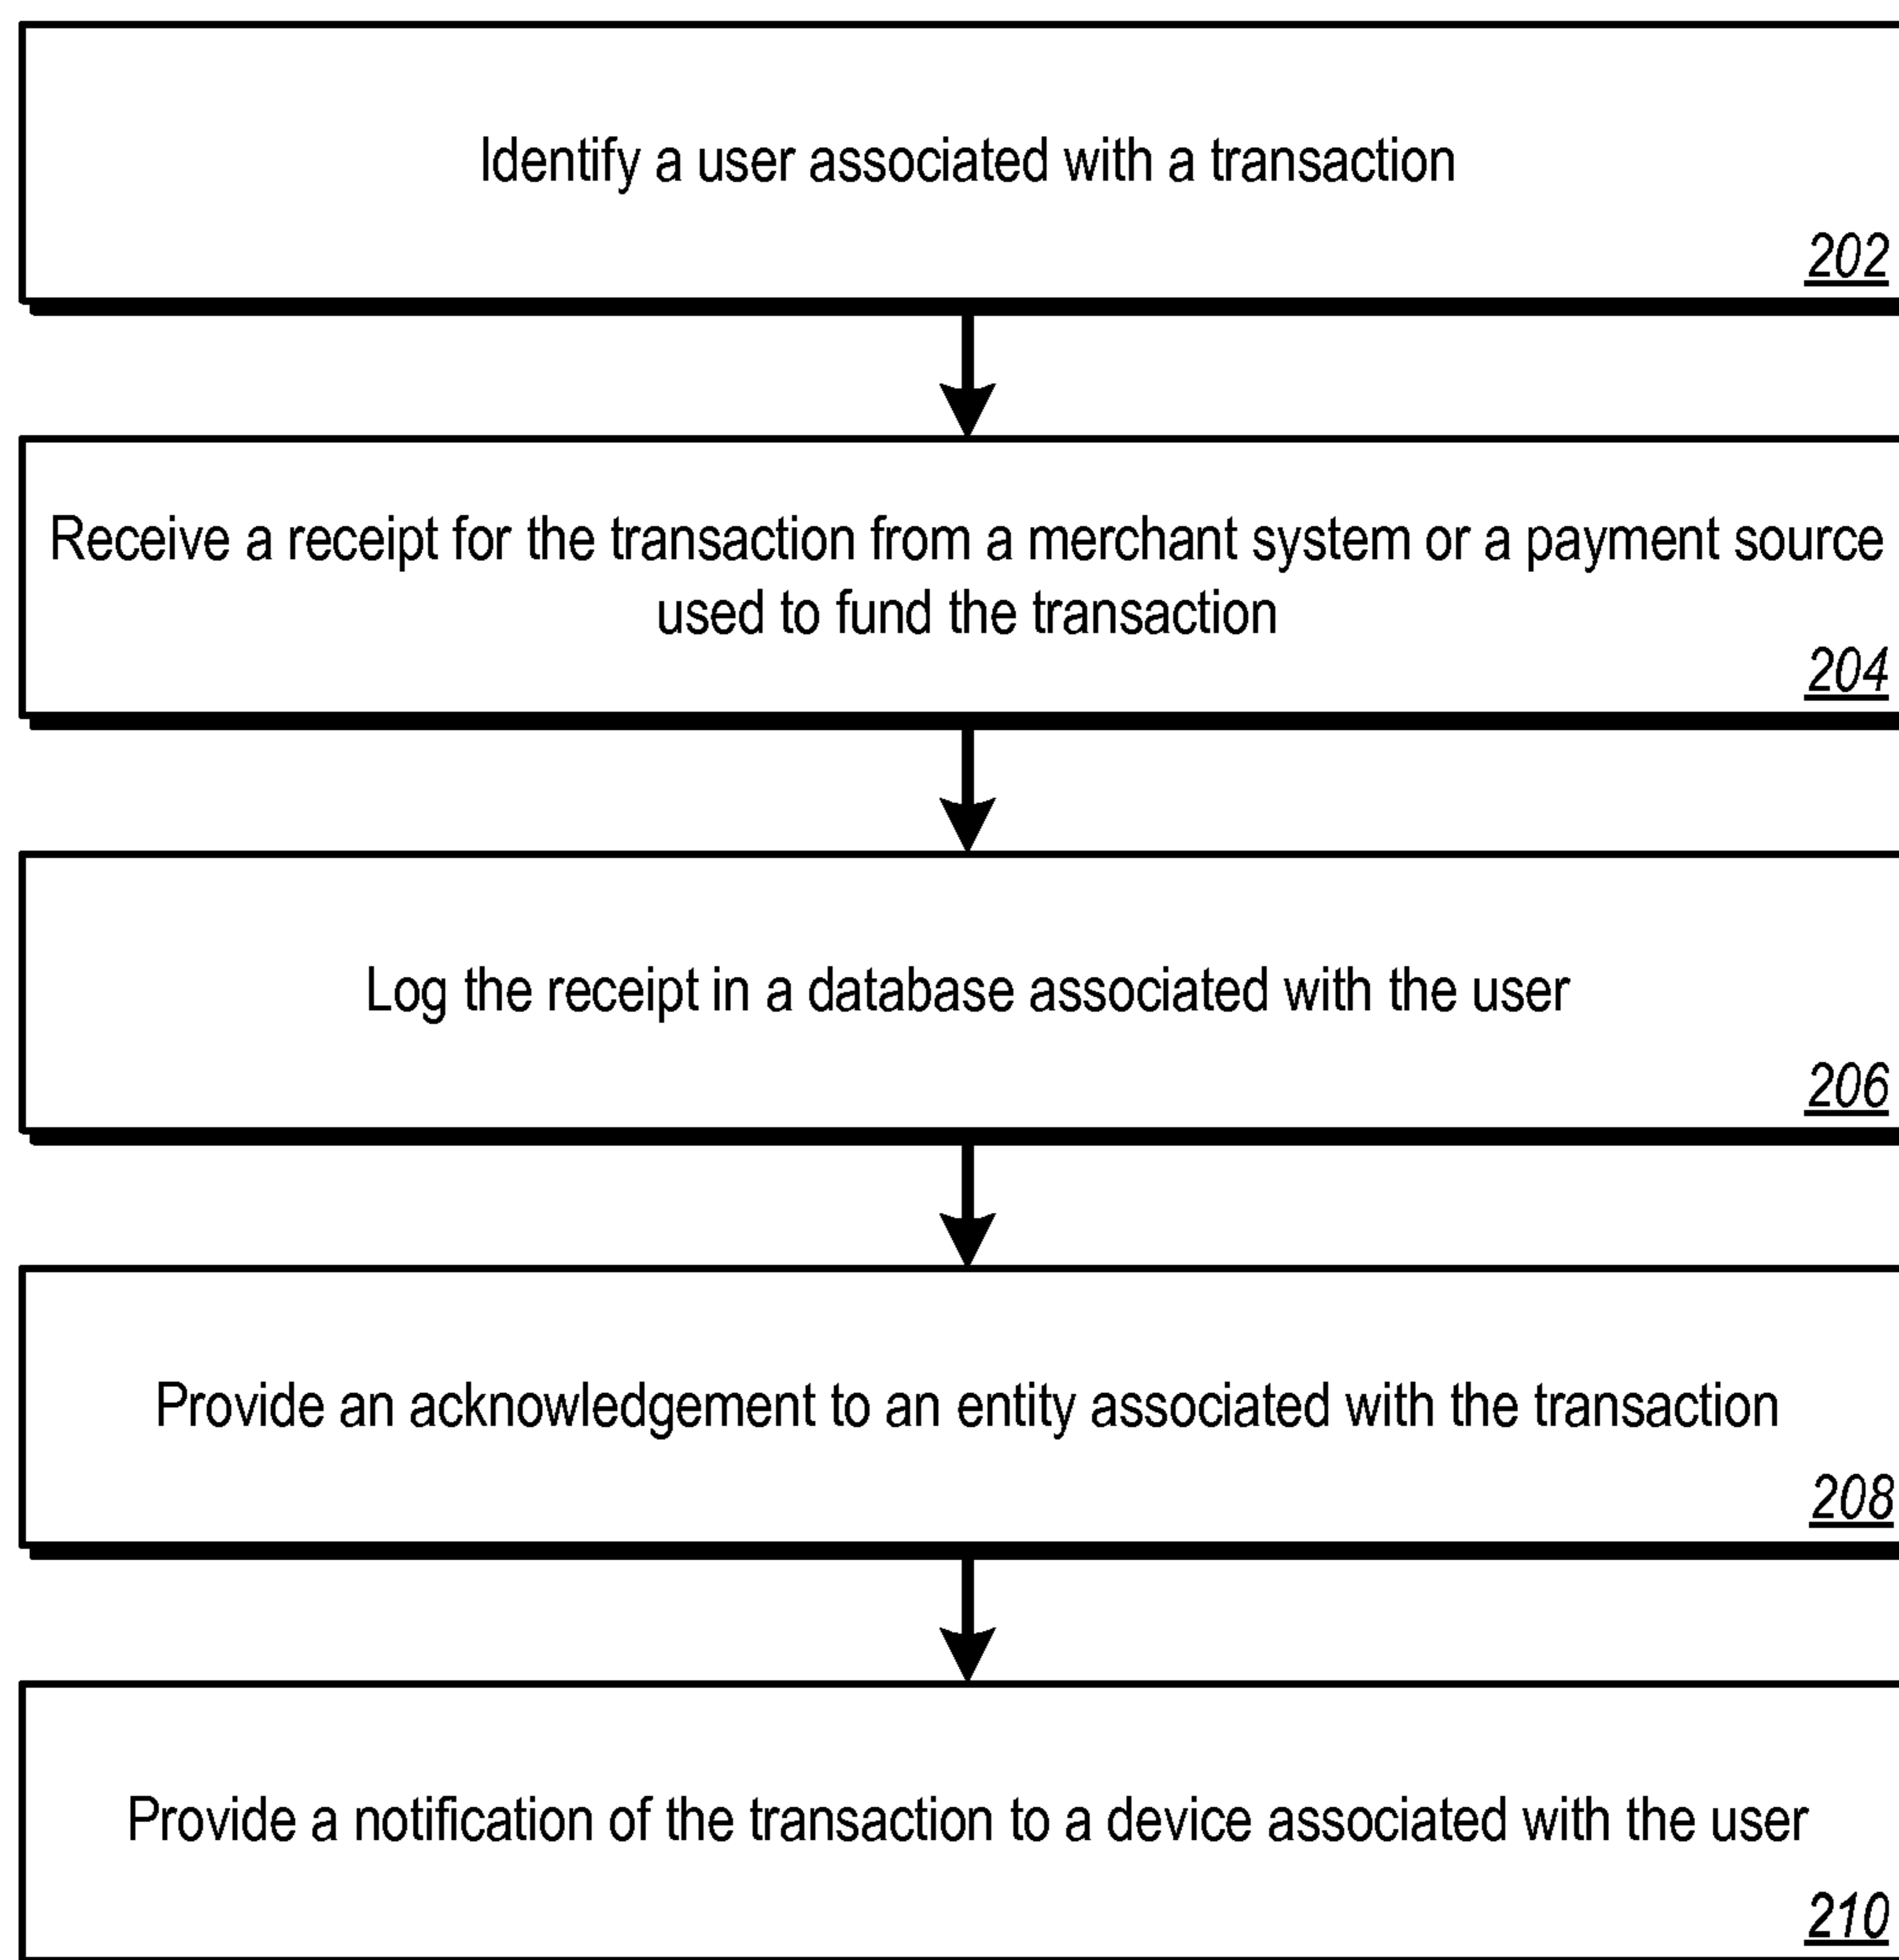 Identify a user associated with a transaction
202
Receive a receipt for the transaction from a merchant system or a payment source
used to fund the transaction
204
Log the receipt in a database associated with the user
206
Provide an acknowledgement to an entity associated with the transaction
208
Provide a notification of the transaction to a device associated with the user
210